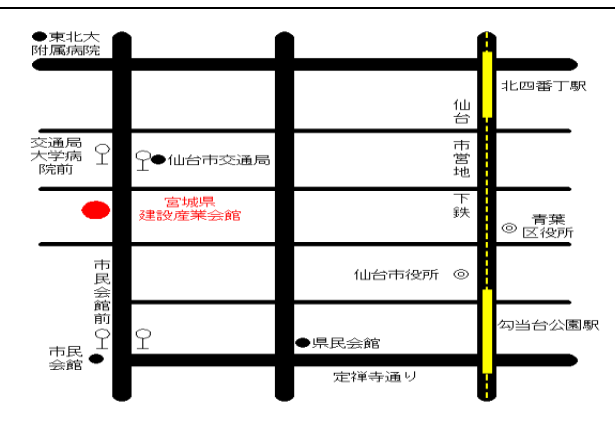 ●東北大
附属病院
北四番丁駅
仙台市営地下鉄
交通局
大学病
院前
●仙台市交通局
宮城県
建設産業会館
青葉
◎区役所
仙台市役所 ◎
市民会館前
勾当台公園駅
●県民会館
市民
会館●
定禅寺通り